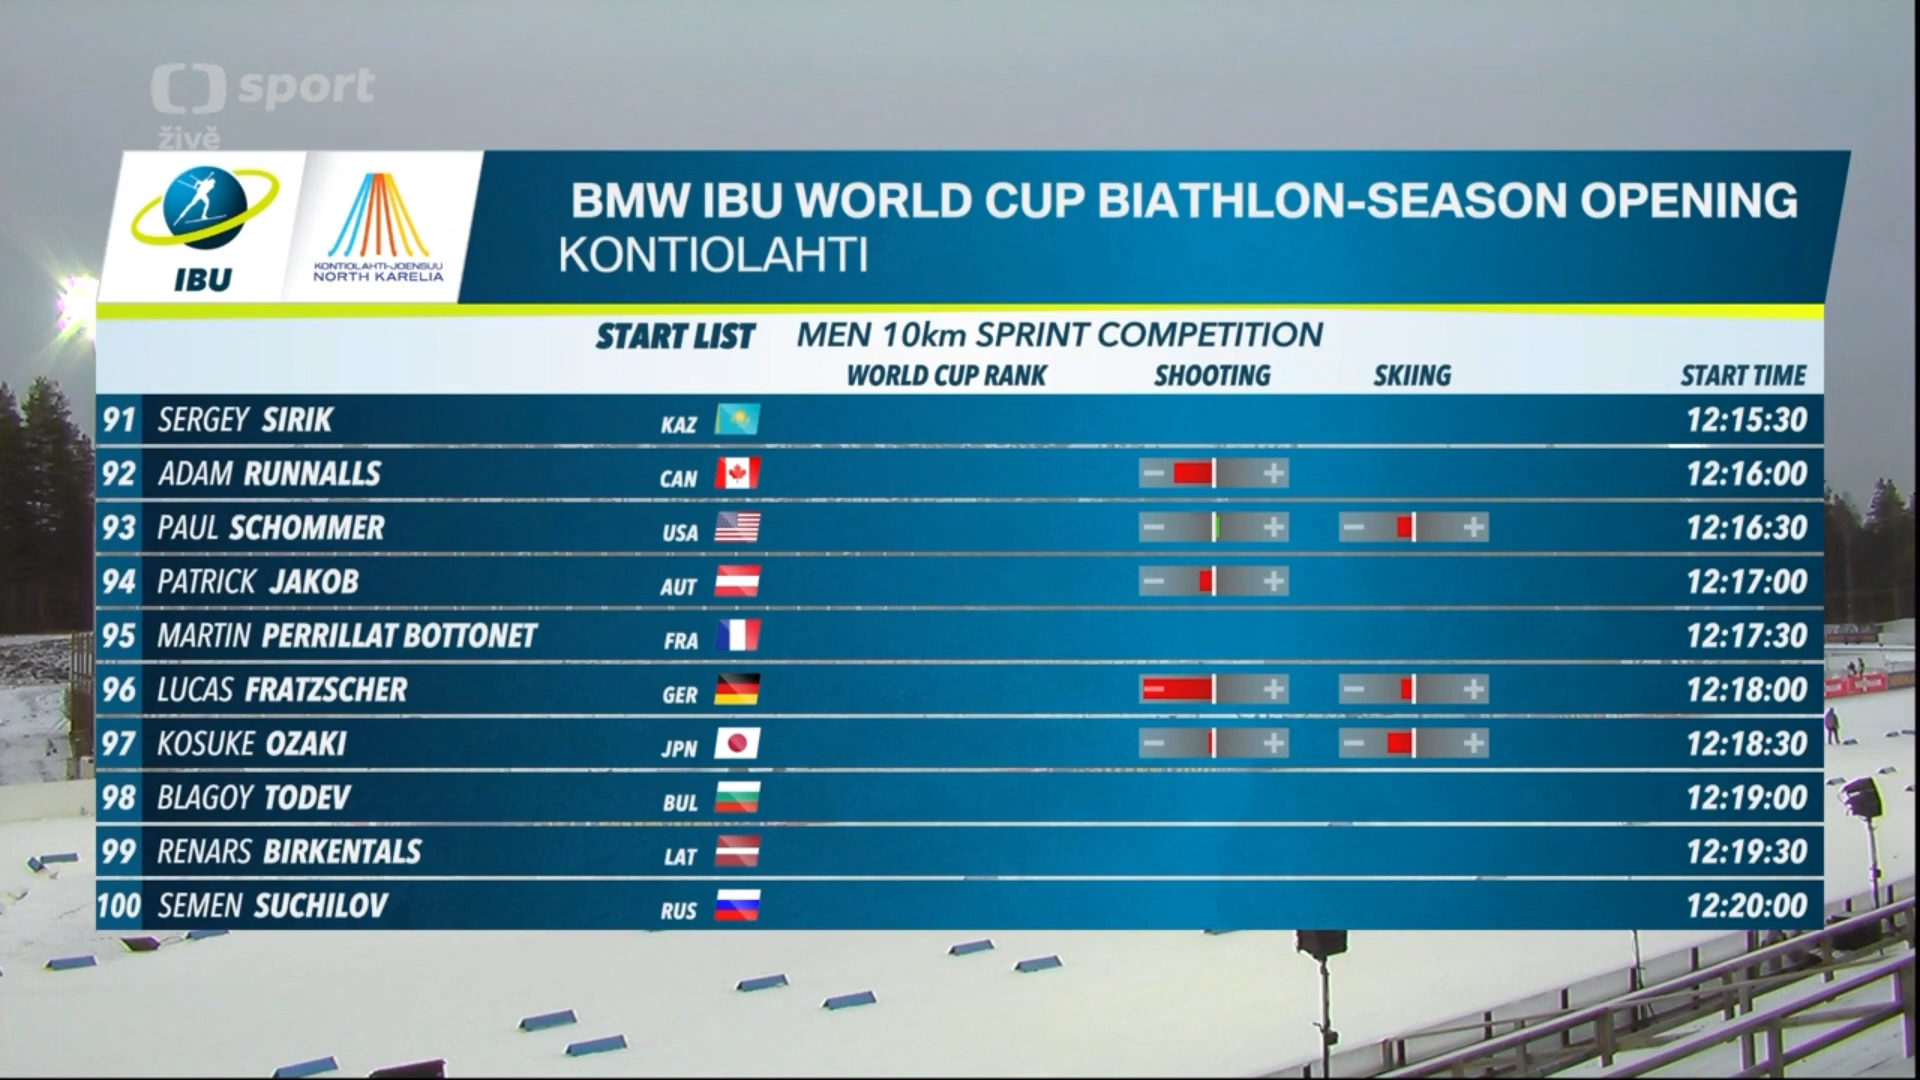 sport
živě
IBU
KONTIOLAHTI-JOENSUU
NORTH KARELIA
BMW IBU WORLD CUP BIATHLON-SEASON OPENING
KONTIOLAHTI
START LIST MEN 10km SPRINT COMPETITION
WORLD CUP RANK SHOOTING SKIING START TIME
91 SERGEY SIRIK KAZ 12:15:30
92 ADAM RUNNALLS CAN - + 12:16:00
93 PAUL SCHOMMER USA - + - + 12:16:30
94 PATRICK JAKOB AUT - + 12:17:00
95 MARTIN PERRILLAT BOTTONET FRA 12:17:30
96 LUCAS FRATZSCHER GER - + - + 12:18:00
97 KOSUKE OZAKI JPN - + - + 12:18:30
98 BLAGOY TODEV BUL 12:19:00
99 RENARS BIRKENTALS LAT 12:19:30
100 SEMEN SUCHILOV RUS 12:20:00